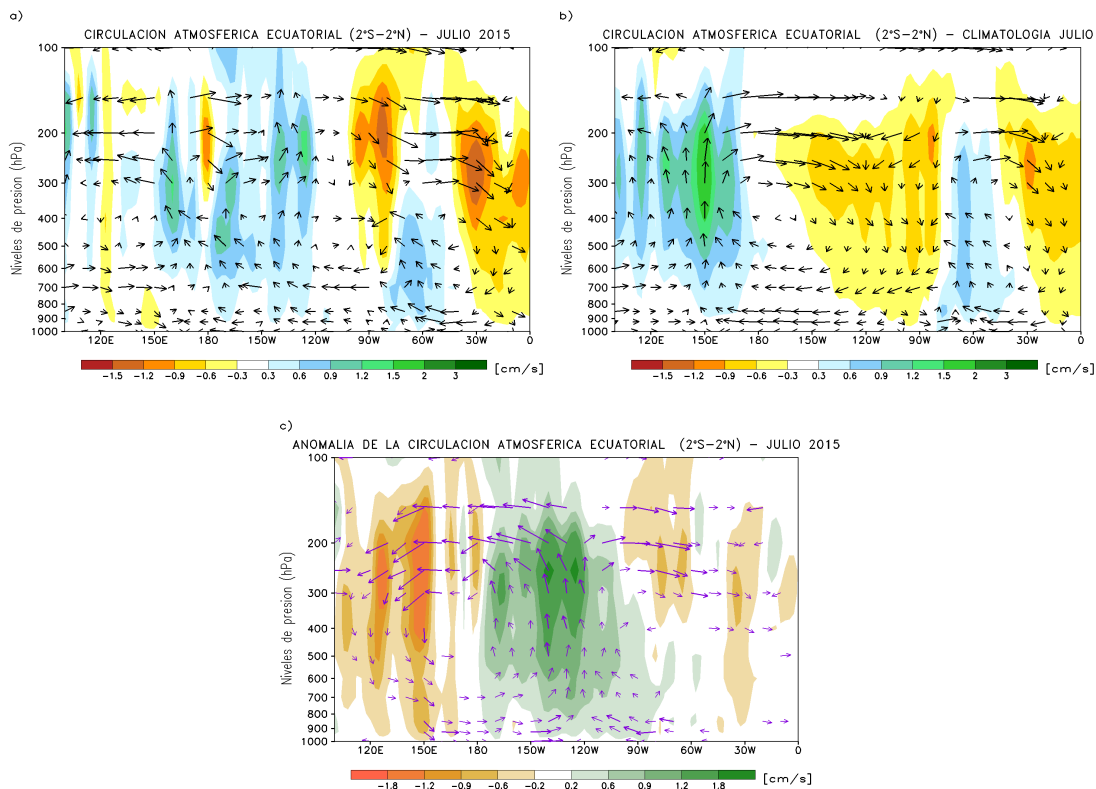 a)
CIRCULACION ATMOSFERICA ECUATORIAL (2°S-2°N) - JULIO 2015
Niveles de presion (hPa)
100
200
300
400
500
600
700
800
900
1000
120E 150E 180 150W 120W 90W 60W 30W 0
-1.5 -1.2 -0.9 -0.6 -0.3 0.3 0.6 0.9 1.2 1.5 2 3 [cm/s]
b)
CIRCULACION ATMOSFERICA ECUATORIAL (2°S-2°N) - CLIMATOLOGIA JULIO
Niveles de presion (hPa)
100
200
300
400
500
600
700
800
900
1000
120E 150E 180 150W 120W 90W 60W 30W 0
-1.5 -1.2 -0.9 -0.6 -0.3 0.3 0.6 0.9 1.2 1.5 2 3 [cm/s]
c)
ANOMALIA DE LA CIRCULACION ATMOSFERICA ECUATORIAL (2°S-2°N) - JULIO 2015
Niveles de presion (hPa)
100
200
300
400
500
600
700
800
900
1000
120E 150E 180 150W 120W 90W 60W 30W 0
-1.8 -1.2 -0.9 -0.6 -0.2 0.2 0.6 0.9 1.2 1.8 [cm/s]